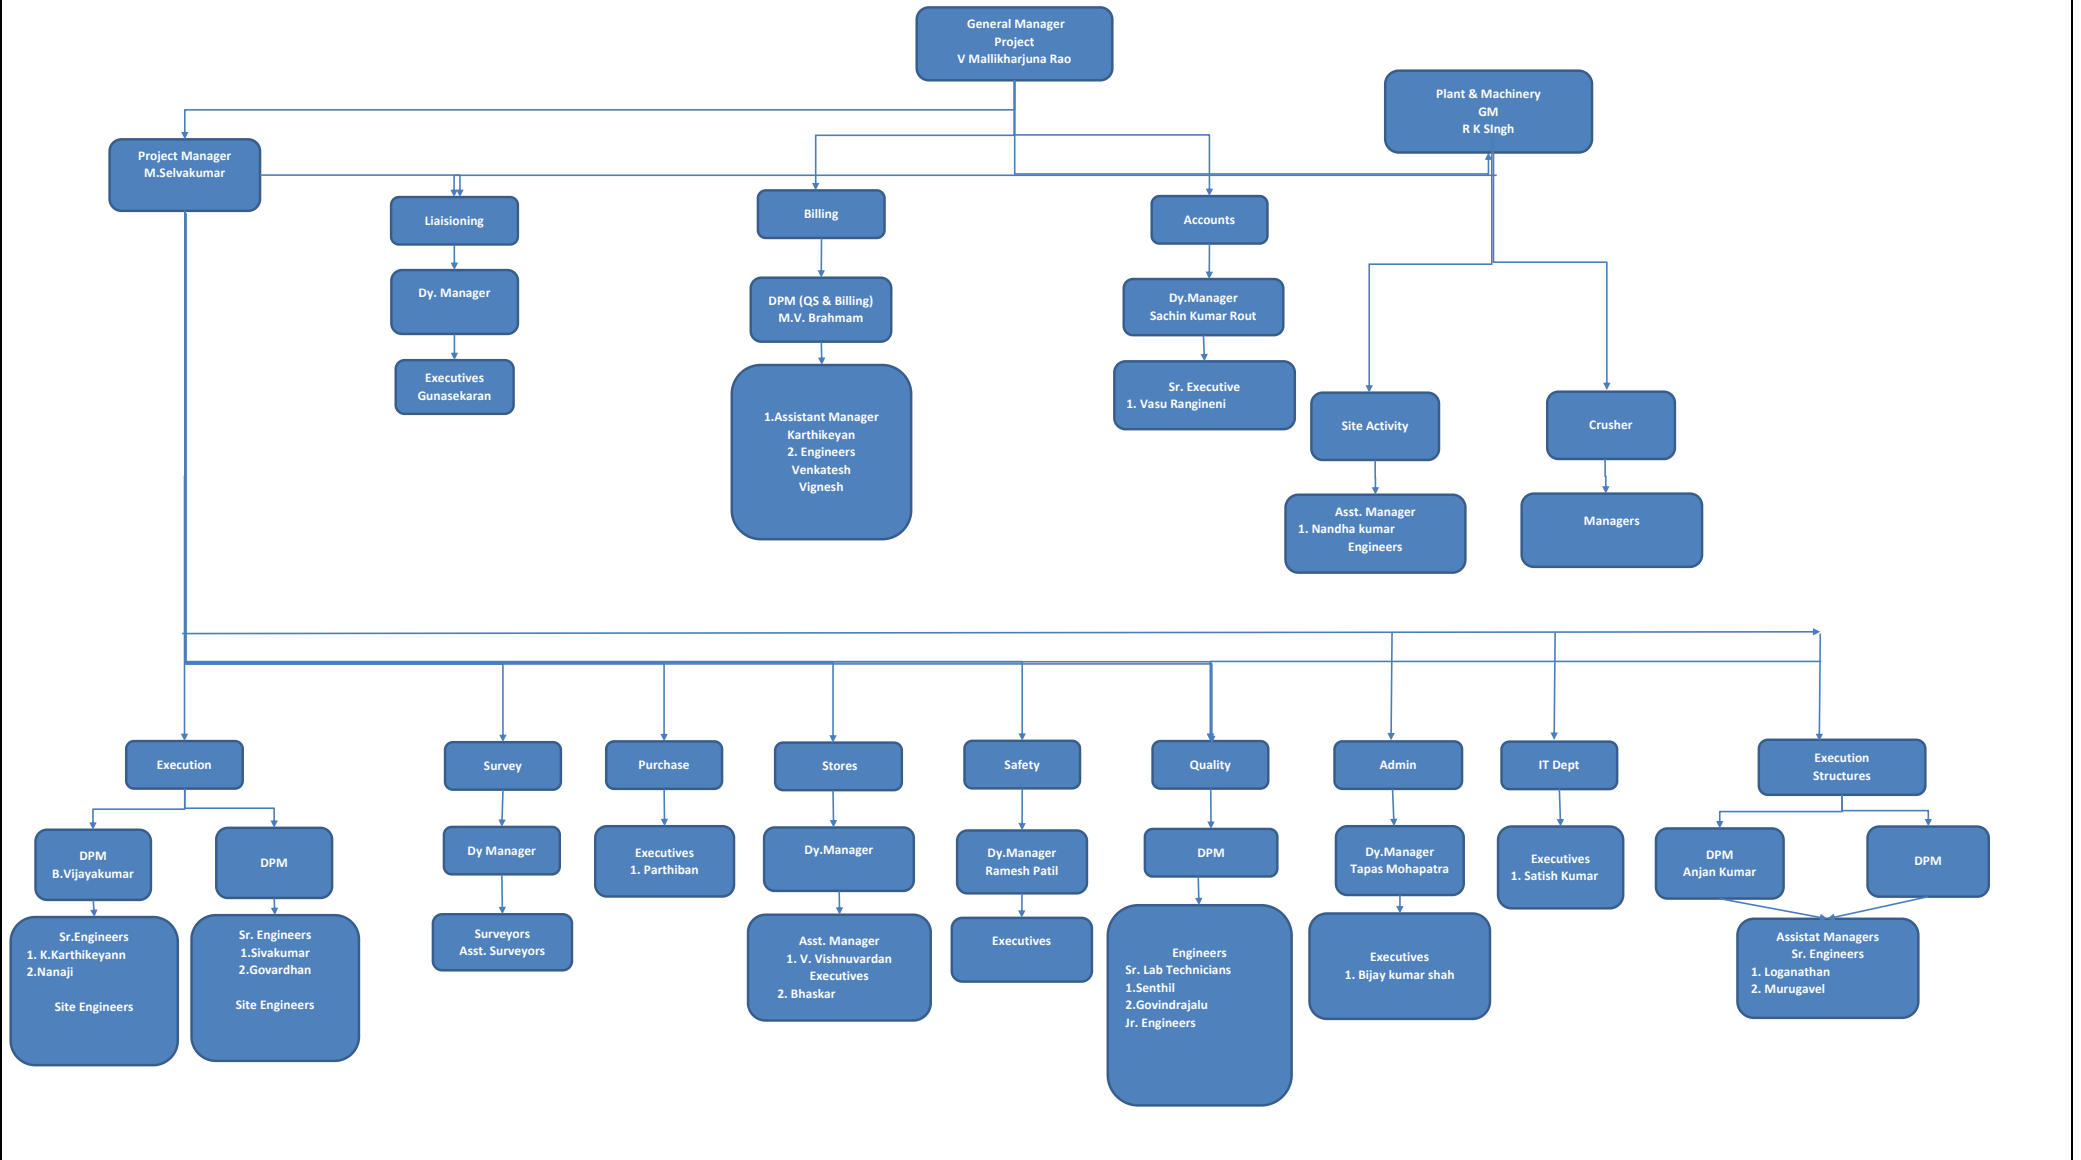 General Manager
Project
V Mallikharjuna Rao
Plant & Machinery
GM
R K SIngh
Project Manager
M.Selvakumar
Liaisioning
Billing
Accounts
Dy. Manager
DPM (QS & Billing)
M.V. Brahmam
Dy.Manager
Sachin Kumar Rout
Executives
Gunasekaran
1.Assistant Manager
Karthikeyan
2. Engineers
Venkatesh
Vignesh
Sr. Executive
1. Vasu Rangineni
Site Activity
Crusher
Asst. Manager
1. Nandha kumar
Engineers
Managers
Execution
Survey
Purchase
Stores
Safety
Quality
Admin
IT Dept
Execution
Structures
DPM
B.Vijayakumar
DPM
Dy Manager
Executives
1. Parthiban
Dy.Manager
Dy.Manager
Ramesh Patil
DPM
Dy.Manager
Tapas Mohapatra
Executives
1. Satish Kumar
DPM
Anjan Kumar
DPM
Sr.Engineers
1. K.Karthikeyann
2.Nanaji
Site Engineers
Sr. Engineers
1.Sivakumar
2.Govardhan
Site Engineers
Surveyors
Asst. Surveyors
Asst. Manager
1. V. Vishnuvardan
Executives
2. Bhaskar
Executives
Engineers
Sr. Lab Technicians
1.Senthil
2.Govindrajalu
Jr. Engineers
Executives
1. Bijay kumar shah
Assistat Managers
Sr. Engineers
1. Loganathan
2. Murugavel